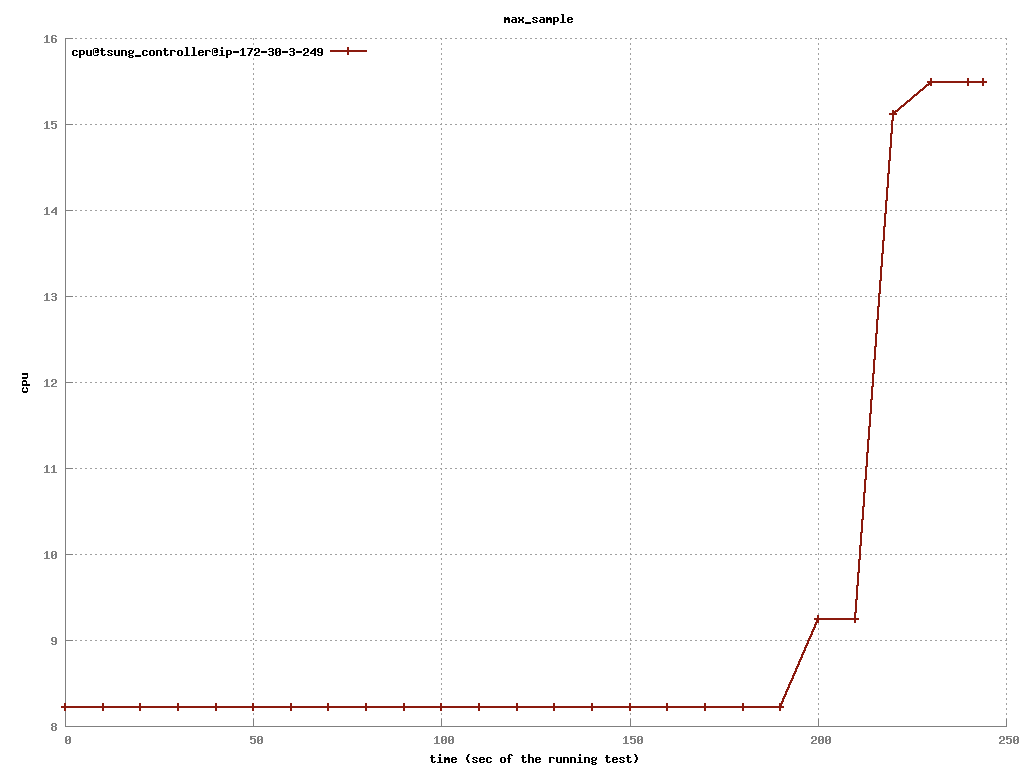 max_sample
cpu@tsung_controller@ip-172-30-3-249
16
15
14
13
12
11
10
9
8
cpu
0 50 100 150 200 250
time (sec of the running test)